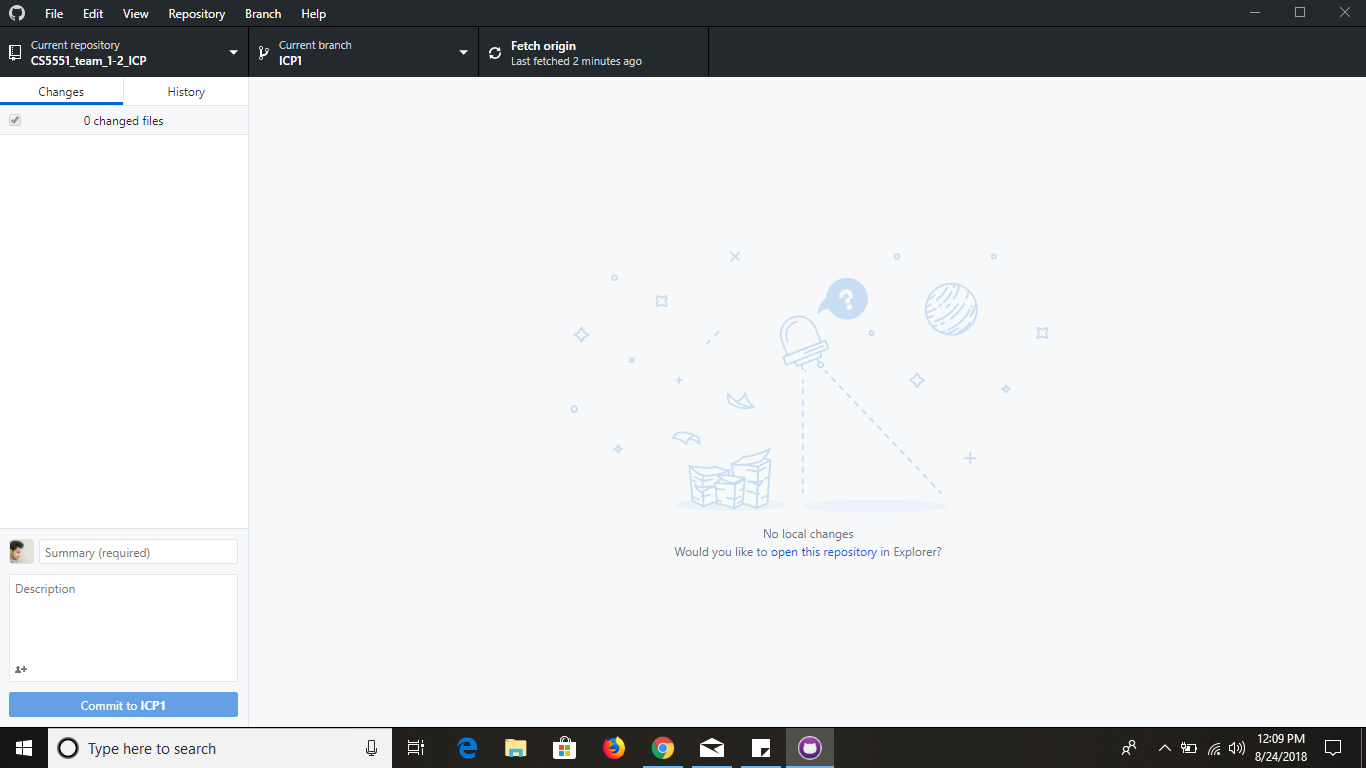 File Edit View Repository Branch Help
Current repository
CS5551_team_1-2_ICP
Current branch
ICP1
Fetch origin
Last fetched 2 minutes ago
Changes
History
0 changed files
?
No local changes
Would you like to open this repository in Explorer?
Summary (required)
Description
Commit to ICP1
Type here to search
12:09 PM
8/24/2018